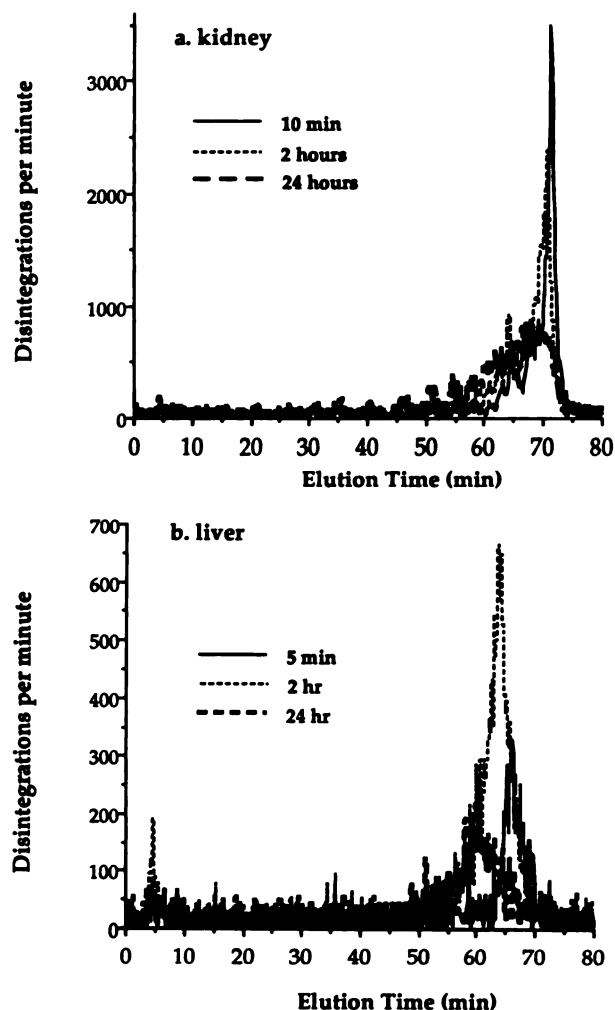 a. kidney
Disintegrations per minute
3000
2000
1000
0
10 min
2 hours
24 hours
0 10 20 30 40 50 60 70 80
Elution Time (min)
b. liver
Disintegrations per minute
700
600
500
400
300
200
100
0
5 min
2 hr
24 hr
0 10 20 30 40 50 60 70 80
Elution Time (min)